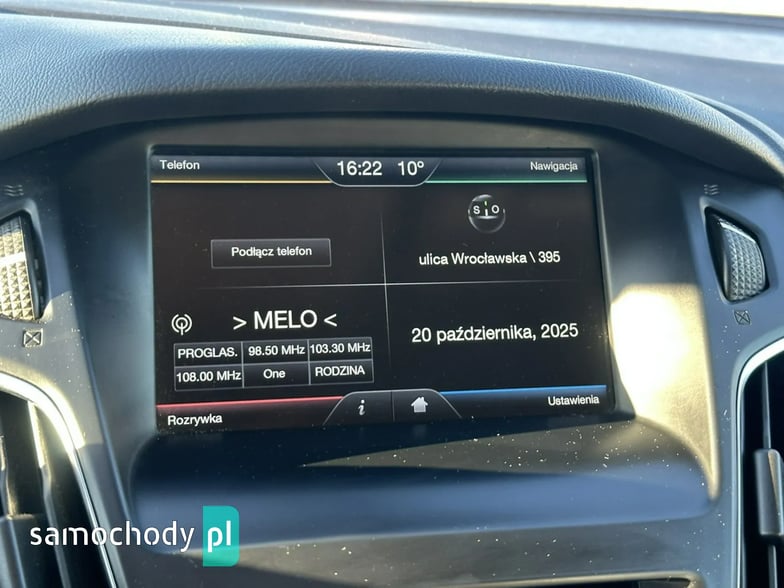 Telefon
16:22 10°
Nawigacja
S O
Podłącz telefon
ulica Wrocławska \ 395
> MELO <
PROGLAS. 98.50 MHz 103.30 MHz
108.00 MHz One RODZINA
20 października, 2025
Rozrywka
i
Ustawienia
samochody pl